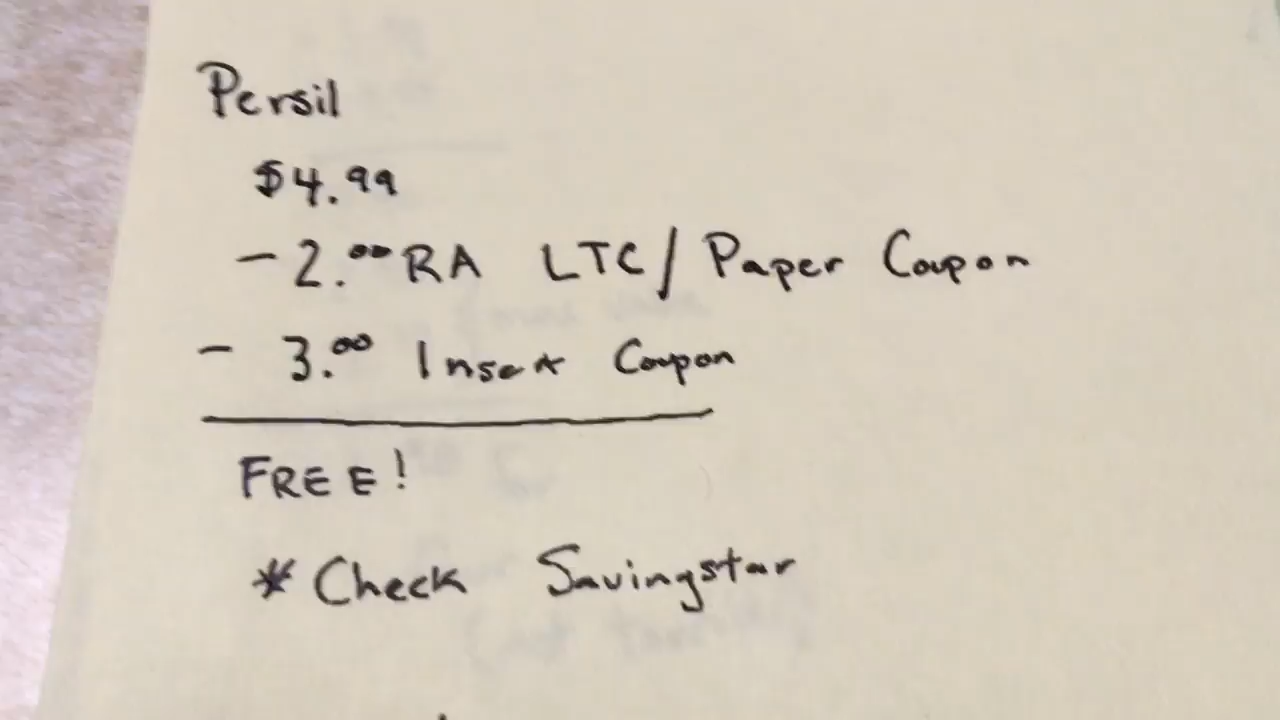 Persil
$4.99
- 2.00 RA LTC/Paper Coupon
- 3.00 Insert Coupon
FREE!
* Check Savingstar